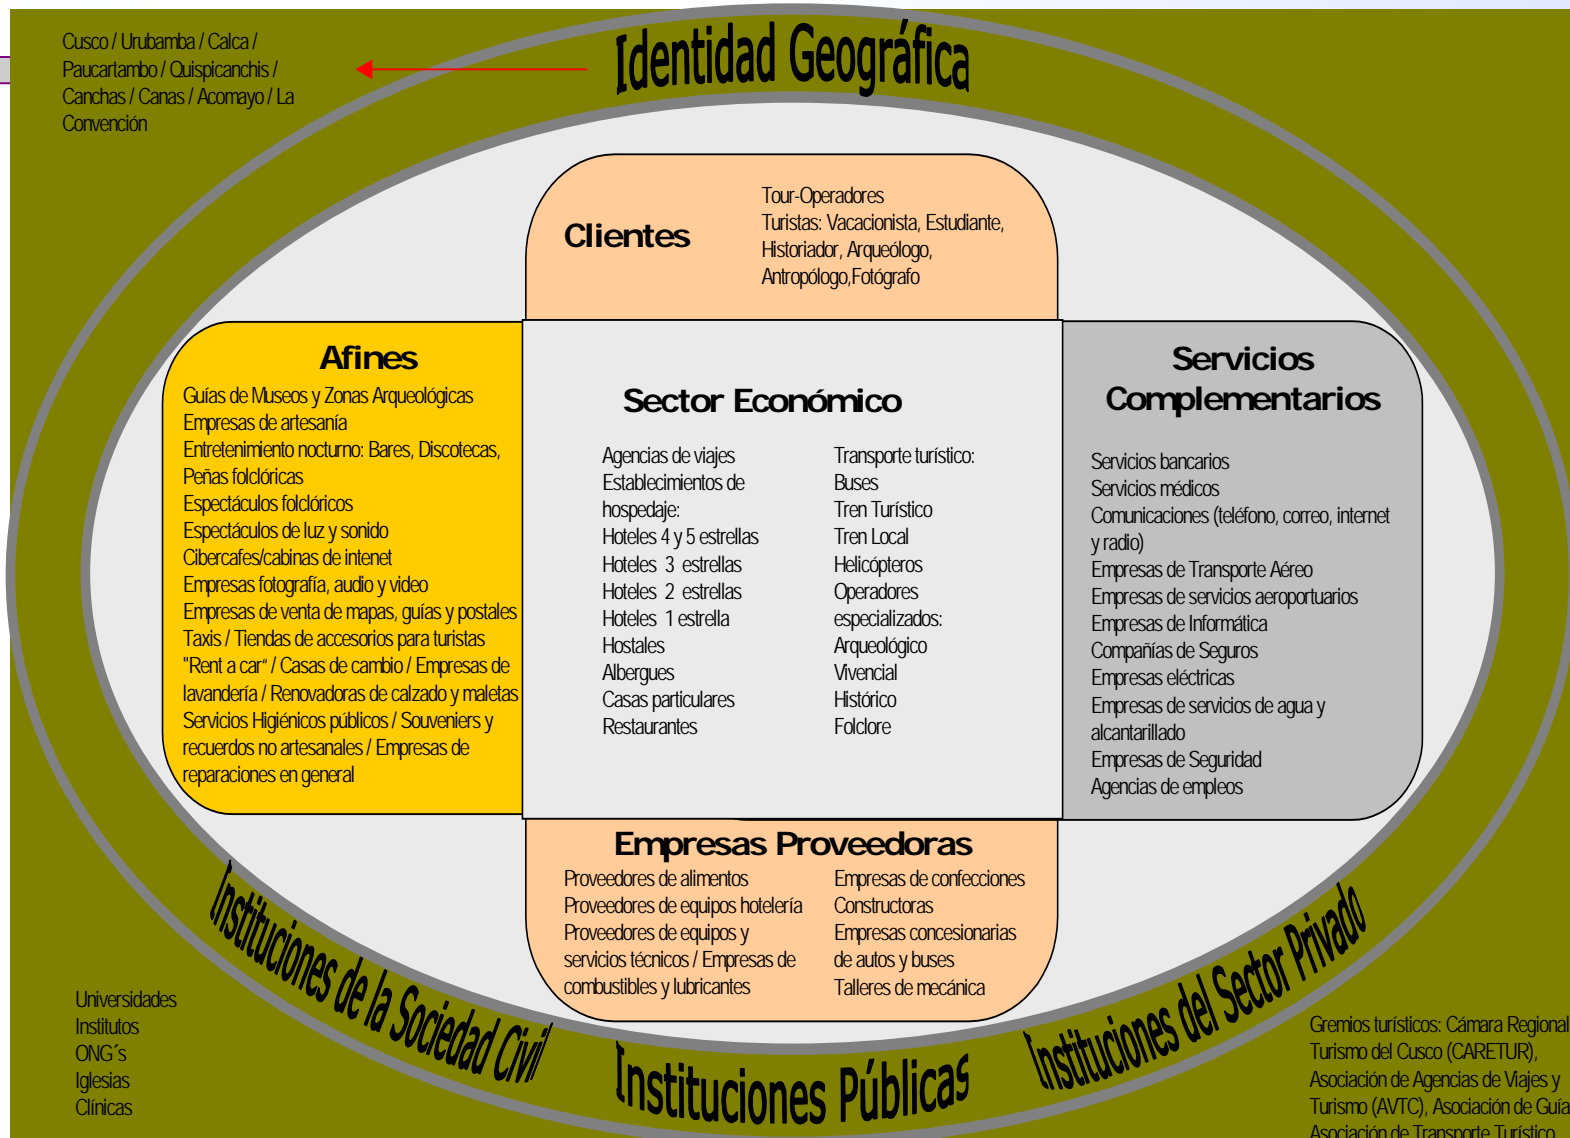 Cusco / Urubamba / Calca /
Paucartambo / Quispicanchis /
Canchas / Canas / Acomayo / La
Convención
Identidad Geográfica
Clientes
Tour-Operadores
Turistas: Vacacionista, Estudiante,
Historiador, Arqueólogo,
Antropólogo,Fotógrafo
Afines
Guías de Museos y Zonas Arqueológicas
Empresas de artesanía
Entretenimiento nocturno: Bares, Discotecas,
Peñas folclóricas
Espectáculos folclóricos
Espectáculos de luz y sonido
Cibercafes/cabinas de intenet
Empresas fotografía, audio y video
Empresas de venta de mapas, guías y postales
Taxis / Tiendas de accesorios para turistas
"Rent a car“ / Casas de cambio / Empresas de
lavandería / Renovadoras de calzado y maletas
Servicios Higiénicos públicos / Souveniers y
recuerdos no artesanales / Empresas de
reparaciones en general
Sector Económico
Agencias de viajes
Establecimientos de
hospedaje:
Hoteles 4 y 5 estrellas
Hoteles 3 estrellas
Hoteles 2 estrellas
Hoteles 1 estrella
Hostales
Albergues
Casas particulares
Restaurantes
Transporte turístico:
Buses
Tren Turístico
Tren Local
Helicópteros
Operadores
especializados:
Arqueológico
Vivencial
Histórico
Folclore
Servicios
Complementarios
Servicios bancarios
Servicios médicos
Comunicaciones (teléfono, correo, internet
y radio)
Empresas de Transporte Aéreo
Empresas de servicios aeroportuarios
Empresas de Informática
Compañías de Seguros
Empresas eléctricas
Empresas de servicios de agua y
alcantarillado
Empresas de Seguridad
Agencias de empleos
Empresas Proveedoras
Proveedores de alimentos
Proveedores de equipos hotelería
Proveedores de equipos y
servicios técnicos / Empresas de
combustibles y lubricantes
Empresas de confecciones
Constructoras
Empresas concesionarias
de autos y buses
Talleres de mecánica
Instituciones de la Sociedad Civil
Instituciones Públicas
Instituciones del Sector Privado
Universidades
Institutos
ONG´s
Iglesias
Clínicas
Gremios turísticos: Cámara Regional
Turismo del Cusco (CARETUR),
Asociación de Agencias de Viajes y
Turismo (AVTC), Asociación de Guía
Asociación de Transporte Turístico